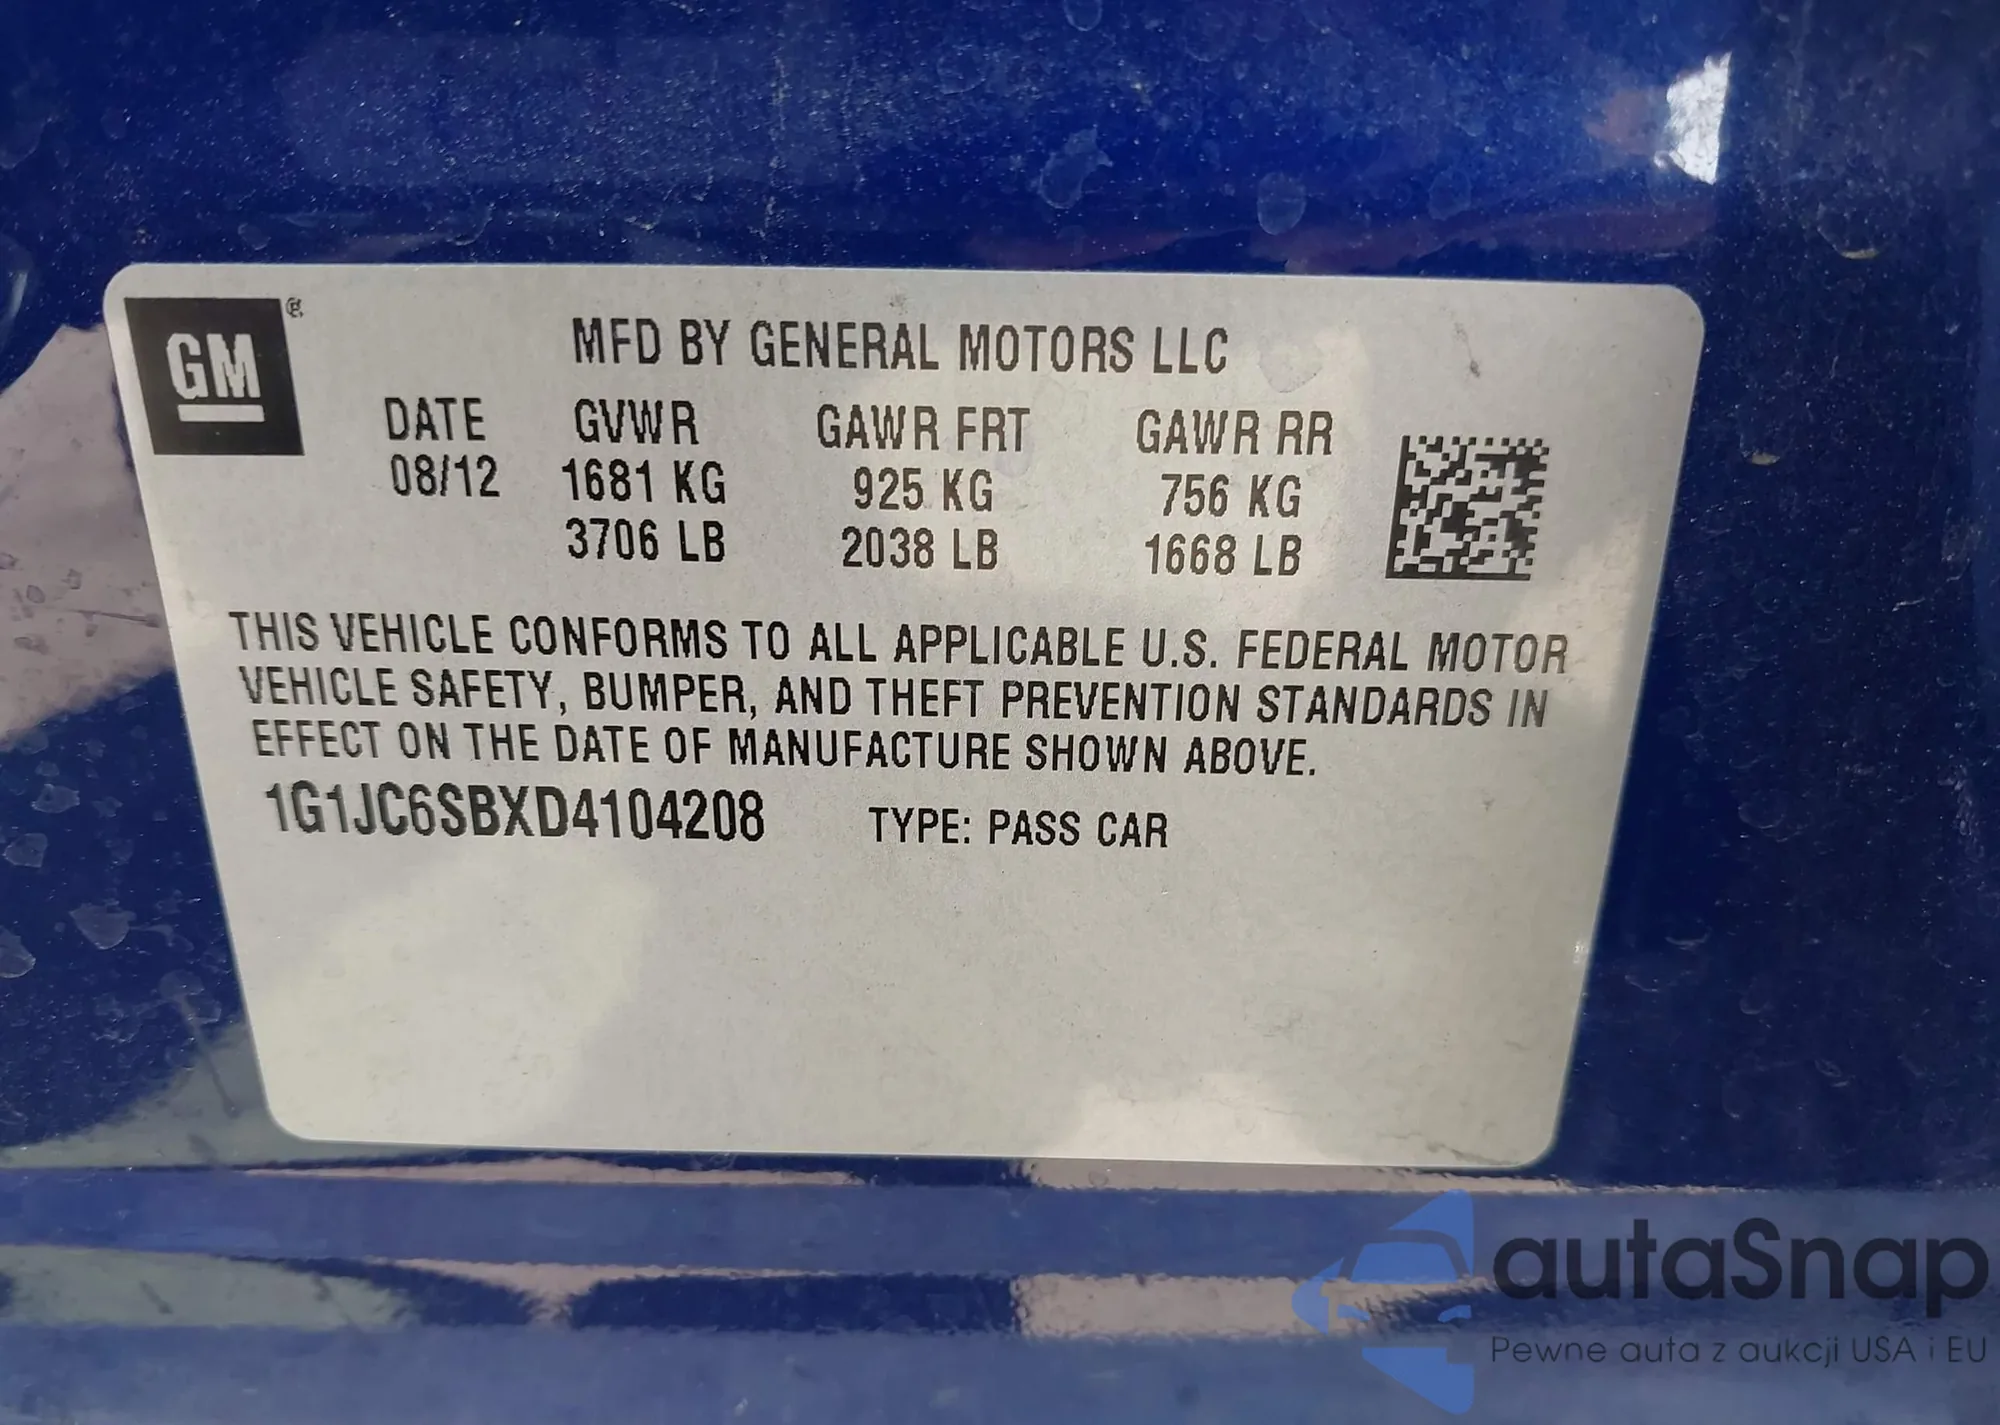 GM ®
MFD BY GENERAL MOTORS LLC
DATE GVWR GAWR FRT GAWR RR
08/12 1681 KG 925 KG 756 KG
3706 LB 2038 LB 1668 LB
THIS VEHICLE CONFORMS TO ALL APPLICABLE U.S. FEDERAL MOTOR
VEHICLE SAFETY, BUMPER, AND THEFT PREVENTION STANDARDS IN
EFFECT ON THE DATE OF MANUFACTURE SHOWN ABOVE.
1G1JC6SBXD4104208 TYPE: PASS CAR
autaSnap
Pewne auta z aukcji USA i EU